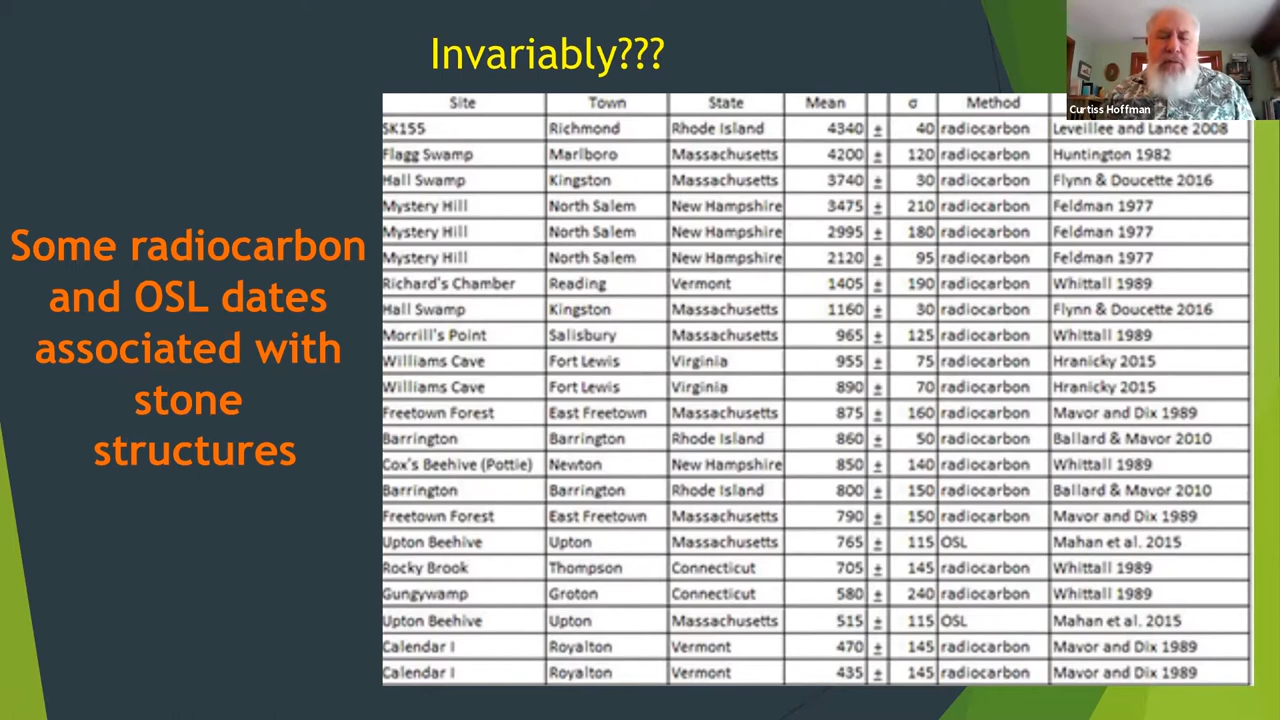 Invariably???
Curtiss Hoffman
Some radiocarbon
and OSL dates
associated with
stone
structures
Site Town State Mean σ Method
SK155 Richmond Rhode Island 4340 ± 40 radiocarbon Leveillee and Lance 2008
Flagg Swamp Marlboro Massachusetts 4200 ± 120 radiocarbon Huntington 1982
Hall Swamp Kingston Massachusetts 3740 ± 30 radiocarbon Flynn & Doucette 2016
Mystery Hill North Salem New Hampshire 3475 ± 210 radiocarbon Feldman 1977
Mystery Hill North Salem New Hampshire 2995 ± 180 radiocarbon Feldman 1977
Mystery Hill North Salem New Hampshire 2120 ± 95 radiocarbon Feldman 1977
Richard's Chamber Reading Vermont 1405 ± 190 radiocarbon Whittall 1989
Hall Swamp Kingston Massachusetts 1160 ± 30 radiocarbon Flynn & Doucette 2016
Morrill's Point Salisbury Massachusetts 965 ± 125 radiocarbon Whittall 1989
Williams Cave Fort Lewis Virginia 955 ± 75 radiocarbon Hranicky 2015
Williams Cave Fort Lewis Virginia 890 ± 70 radiocarbon Hranicky 2015
Freetown Forest East Freetown Massachusetts 875 ± 160 radiocarbon Mavor and Dix 1989
Barrington Barrington Rhode Island 860 ± 50 radiocarbon Ballard & Mavor 2010
Cox's Beehive (Pottie) Newton New Hampshire 850 ± 140 radiocarbon Whittall 1989
Barrington Barrington Rhode Island 800 ± 150 radiocarbon Ballard & Mavor 2010
Freetown Forest East Freetown Massachusetts 790 ± 150 radiocarbon Mavor and Dix 1989
Upton Beehive Upton Massachusetts 765 ± 115 OSL Mahan et al. 2015
Rocky Brook Thompson Connecticut 705 ± 145 radiocarbon Whittall 1989
Gungywamp Groton Connecticut 580 ± 240 radiocarbon Whittall 1989
Upton Beehive Upton Massachusetts 515 ± 115 OSL Mahan et al. 2015
Calendar I Royalton Vermont 470 ± 145 radiocarbon Mavor and Dix 1989
Calendar I Royalton Vermont 435 ± 145 radiocarbon Mavor and Dix 1989